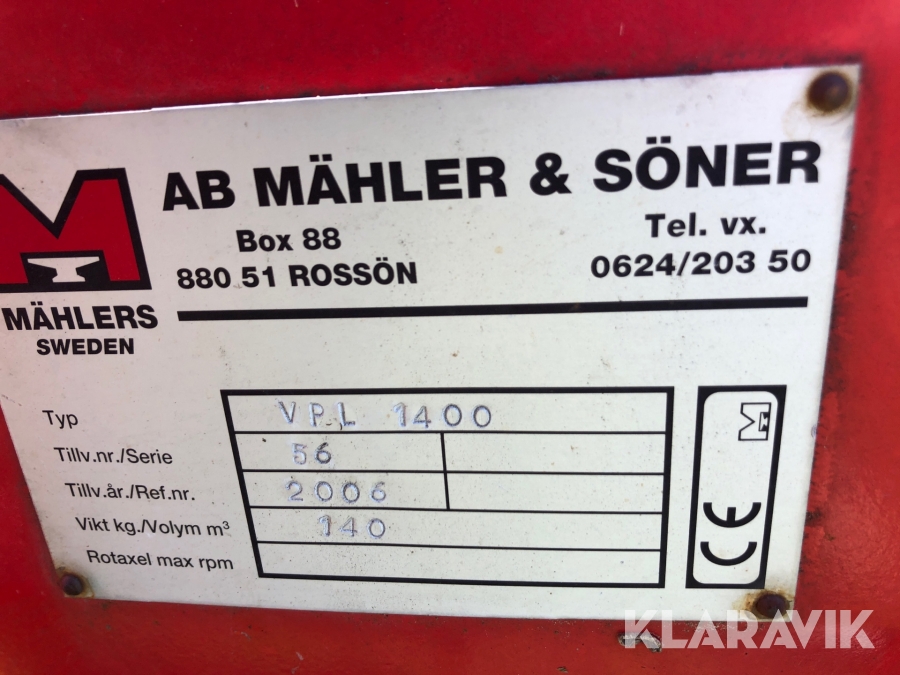 AB MÄHLER & SÖNER
Box 88
880 51 ROSSÖN
Tel. vx.
0624/203 50
M
MÄHLERS
SWEDEN
Typ VPL 1400
Tillv.nr./Serie 56
Tillv.år./Ref.nr. 2006
Vikt kg./Volym m³ 140
Rotaxel max rpm
M
CE
KLARAVIK